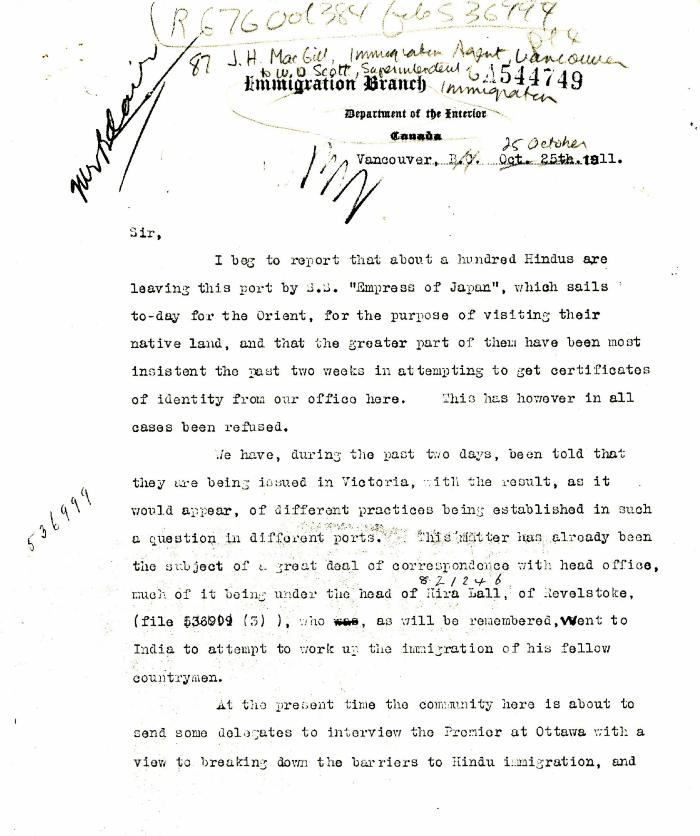 (R G76 Vol 384 file 536999
pt 4
87 J.H. MacGill, Immigration Agent, Vancouver
to W.D. Scott, Superintendent of
Immigration
A544749
Immigration Branch
Department of the Interior
Canada
25 October
Vancouver, B.C. Oct. 25th. 1911.
Sir,
I beg to report that about a hundred Hindus are
leaving this port by S.S. "Empress of Japan", which sails
to-day for the Orient, for the purpose of visiting their
native land, and that the greater part of them have been most
insistent the past two weeks in attempting to get certificates
of identity from our office here. This has however in all
cases been refused.
We have, during the past two days, been told that
they are being issued in Victoria, with the result, as it
would appear, of different practices being established in such
536999
a question in different ports. This matter has already been
the subject of a great deal of correspondence with head office,
821246
much of it being under the head of Hira Lall, of Revelstoke,
(file 536999 (3) ), who was, as will be remembered, went to
India to attempt to work up the immigration of his fellow
countrymen.
At the present time the community here is about to
send some delegates to interview the Premier at Ottawa with a
view to breaking down the barriers to Hindu immigration, and